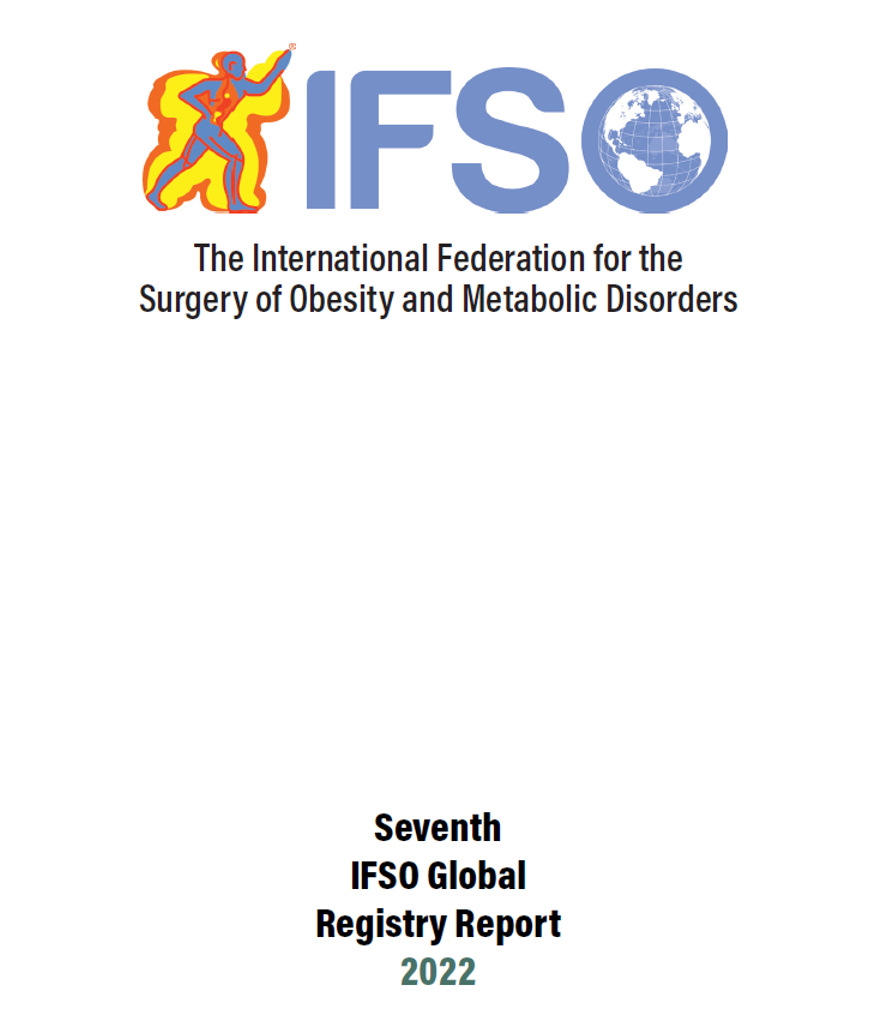 IFSO
The International Federation for the
Surgery of Obesity and Metabolic Disorders
Seventh
IFSO Global
Registry Report
2022